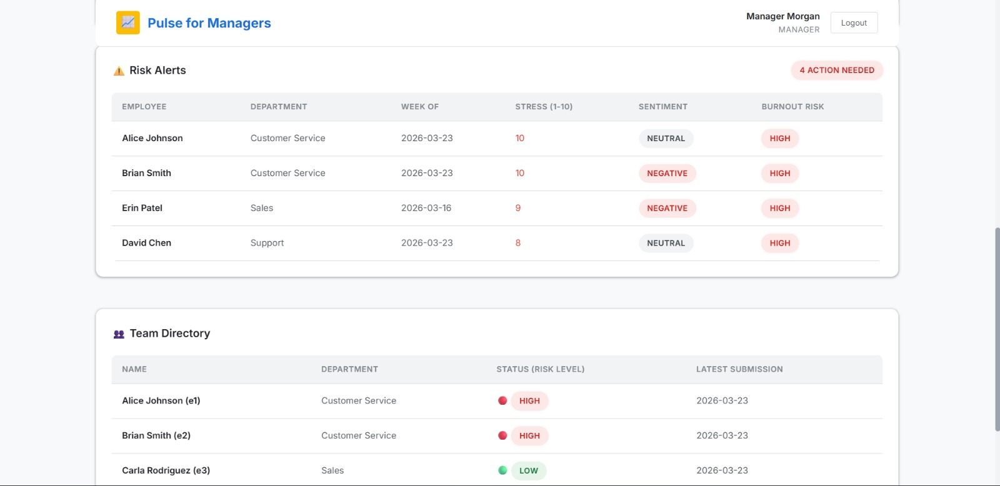 Pulse for Managers
Manager Morgan
MANAGER
Logout
Risk Alerts
4 ACTION NEEDED
EMPLOYEE DEPARTMENT WEEK OF STRESS (1-10) SENTIMENT BURNOUT RISK
Alice Johnson Customer Service 2026-03-23 10 NEUTRAL HIGH
Brian Smith Customer Service 2026-03-23 10 NEGATIVE HIGH
Erin Patel Sales 2026-03-16 9 NEGATIVE HIGH
David Chen Support 2026-03-23 8 NEUTRAL HIGH
Team Directory
NAME DEPARTMENT STATUS (RISK LEVEL) LATEST SUBMISSION
Alice Johnson (e1) Customer Service HIGH 2026-03-23
Brian Smith (e2) Customer Service HIGH 2026-03-23
Carla Rodriguez (e3) Sales LOW 2026-03-23